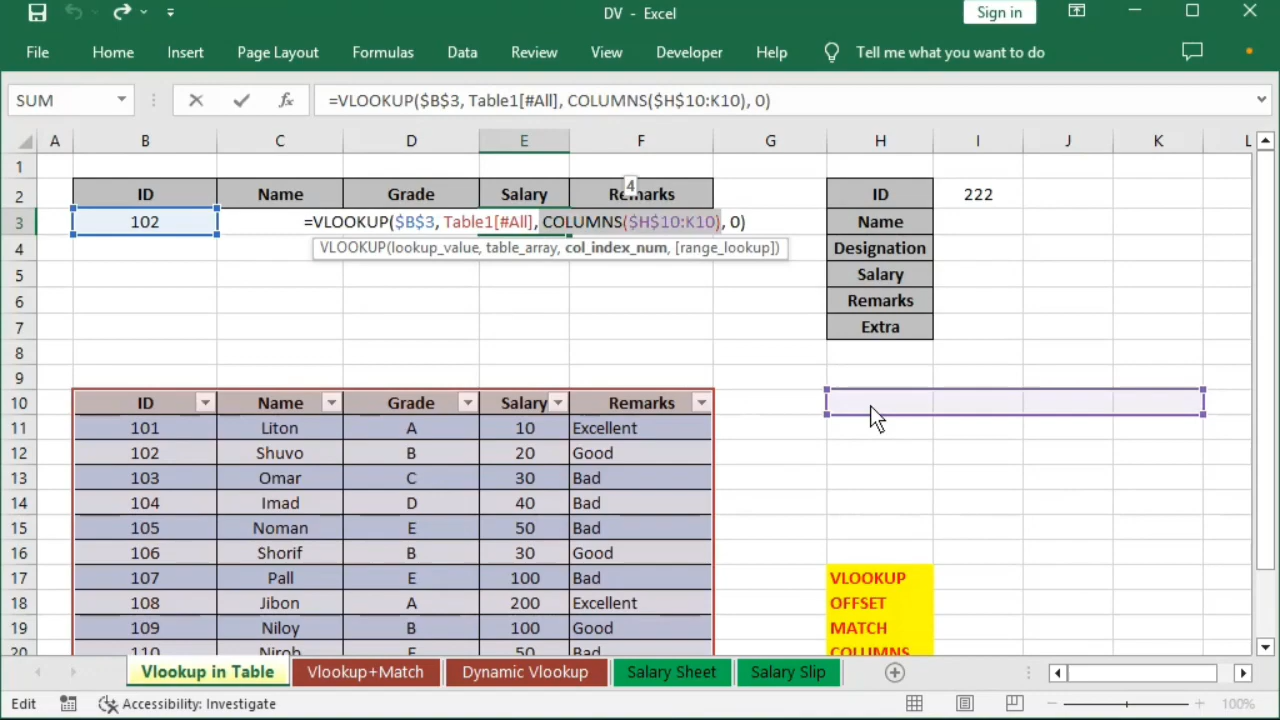 DV - Excel Sign in
File Home Insert Page Layout Formulas Data Review View Developer Help Tell me what you want to do
SUM fx =VLOOKUP($B$3, Table1[#All], COLUMNS($H$10:K10), 0)
A B C D E F G H I J K L
1
2 ID Name Grade Salary Remarks 4 ID 222
3 102 =VLOOKUP($B$3, Table1[#All], COLUMNS($H$10:K10), 0) Name
4 VLOOKUP(lookup_value, table_array, col_index_num, [range_lookup]) Designation
5 Salary
6 Remarks
7 Extra
8
9
10 ID Name Grade Salary Remarks
11 101 Liton A 10 Excellent
12 102 Shuvo B 20 Good
13 103 Omar C 30 Bad
14 104 Imad D 40 Bad
15 105 Noman E 50 Bad
16 106 Shorif B 30 Good
17 107 Pall E 100 Bad VLOOKUP
18 108 Jibon A 200 Excellent OFFSET
19 109 Niloy B 100 Good MATCH
20 110 E 50 Bad COLUMNS
Vlookup in Table Vlookup+Match Dynamic Vlookup Salary Sheet Salary Slip
Edit Accessibility: Investigate 100%